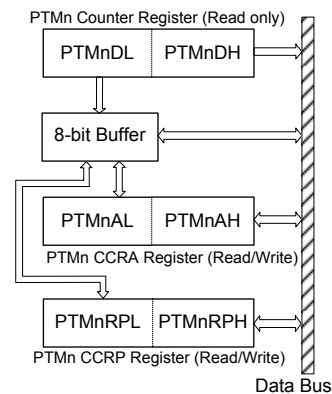 PTMn Counter Register (Read only)
PTMnDL PTMnDH
8-bit Buffer
PTMnAL PTMnAH
PTMn CCRA Register (Read/Write)
PTMnRPL PTMnRPH
PTMn CCRP Register (Read/Write)
Data Bus